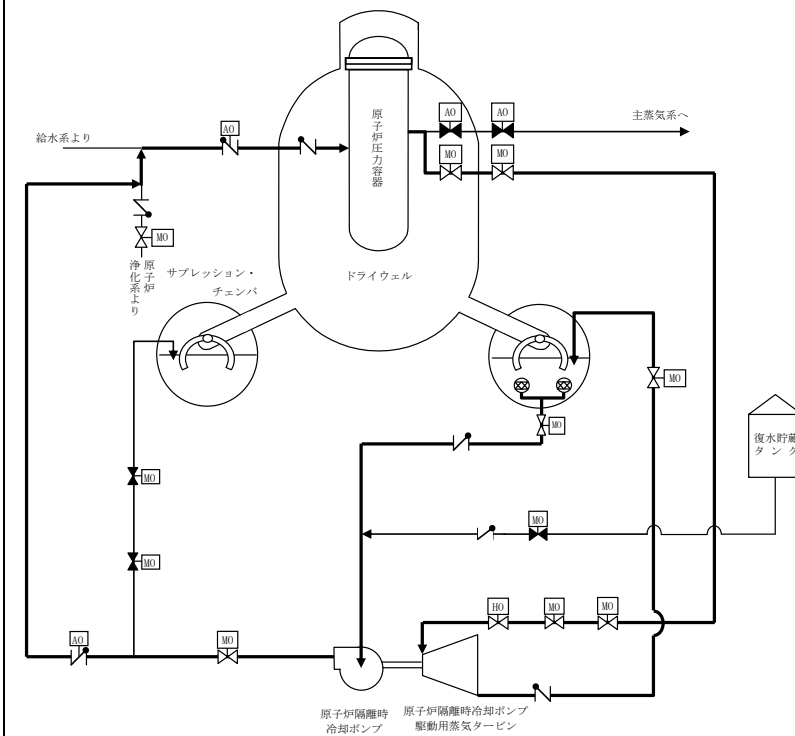 AO
AO
主蒸気系へ
AO
給水系より
原子炉圧力容器
MO
MO
MO
原子炉
浄化系より
サプレッション・
チェンバ
ドライウェル
MO
MO
復水貯蔵
タンク
MO
MO
MO
HO
MO
MO
AO
MO
原子炉隔離時
冷却ポンプ
原子炉隔離時冷却ポンプ
駆動用蒸気タービン